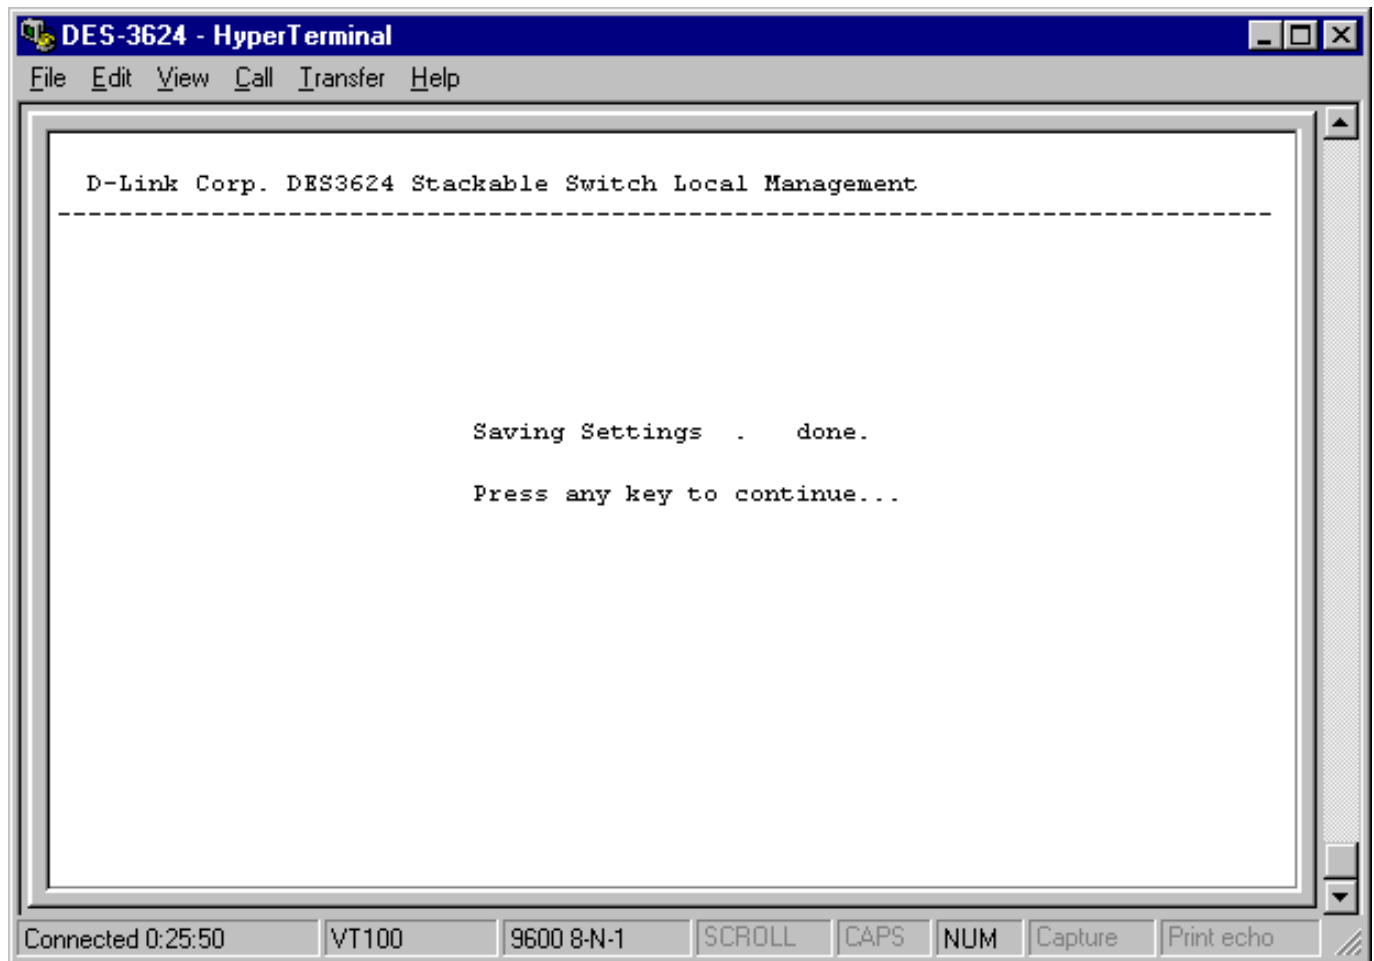 DES-3624 - HyperTerminal
File Edit View Call Transfer Help
D-Link Corp. DES3624 Stackable Switch Local Management
-------------------------------------------------------------------------------
Saving Settings . done.
Press any key to continue...
Connected 0:25:50 VT100 9600 8-N-1 SCROLL CAPS NUM Capture Print echo